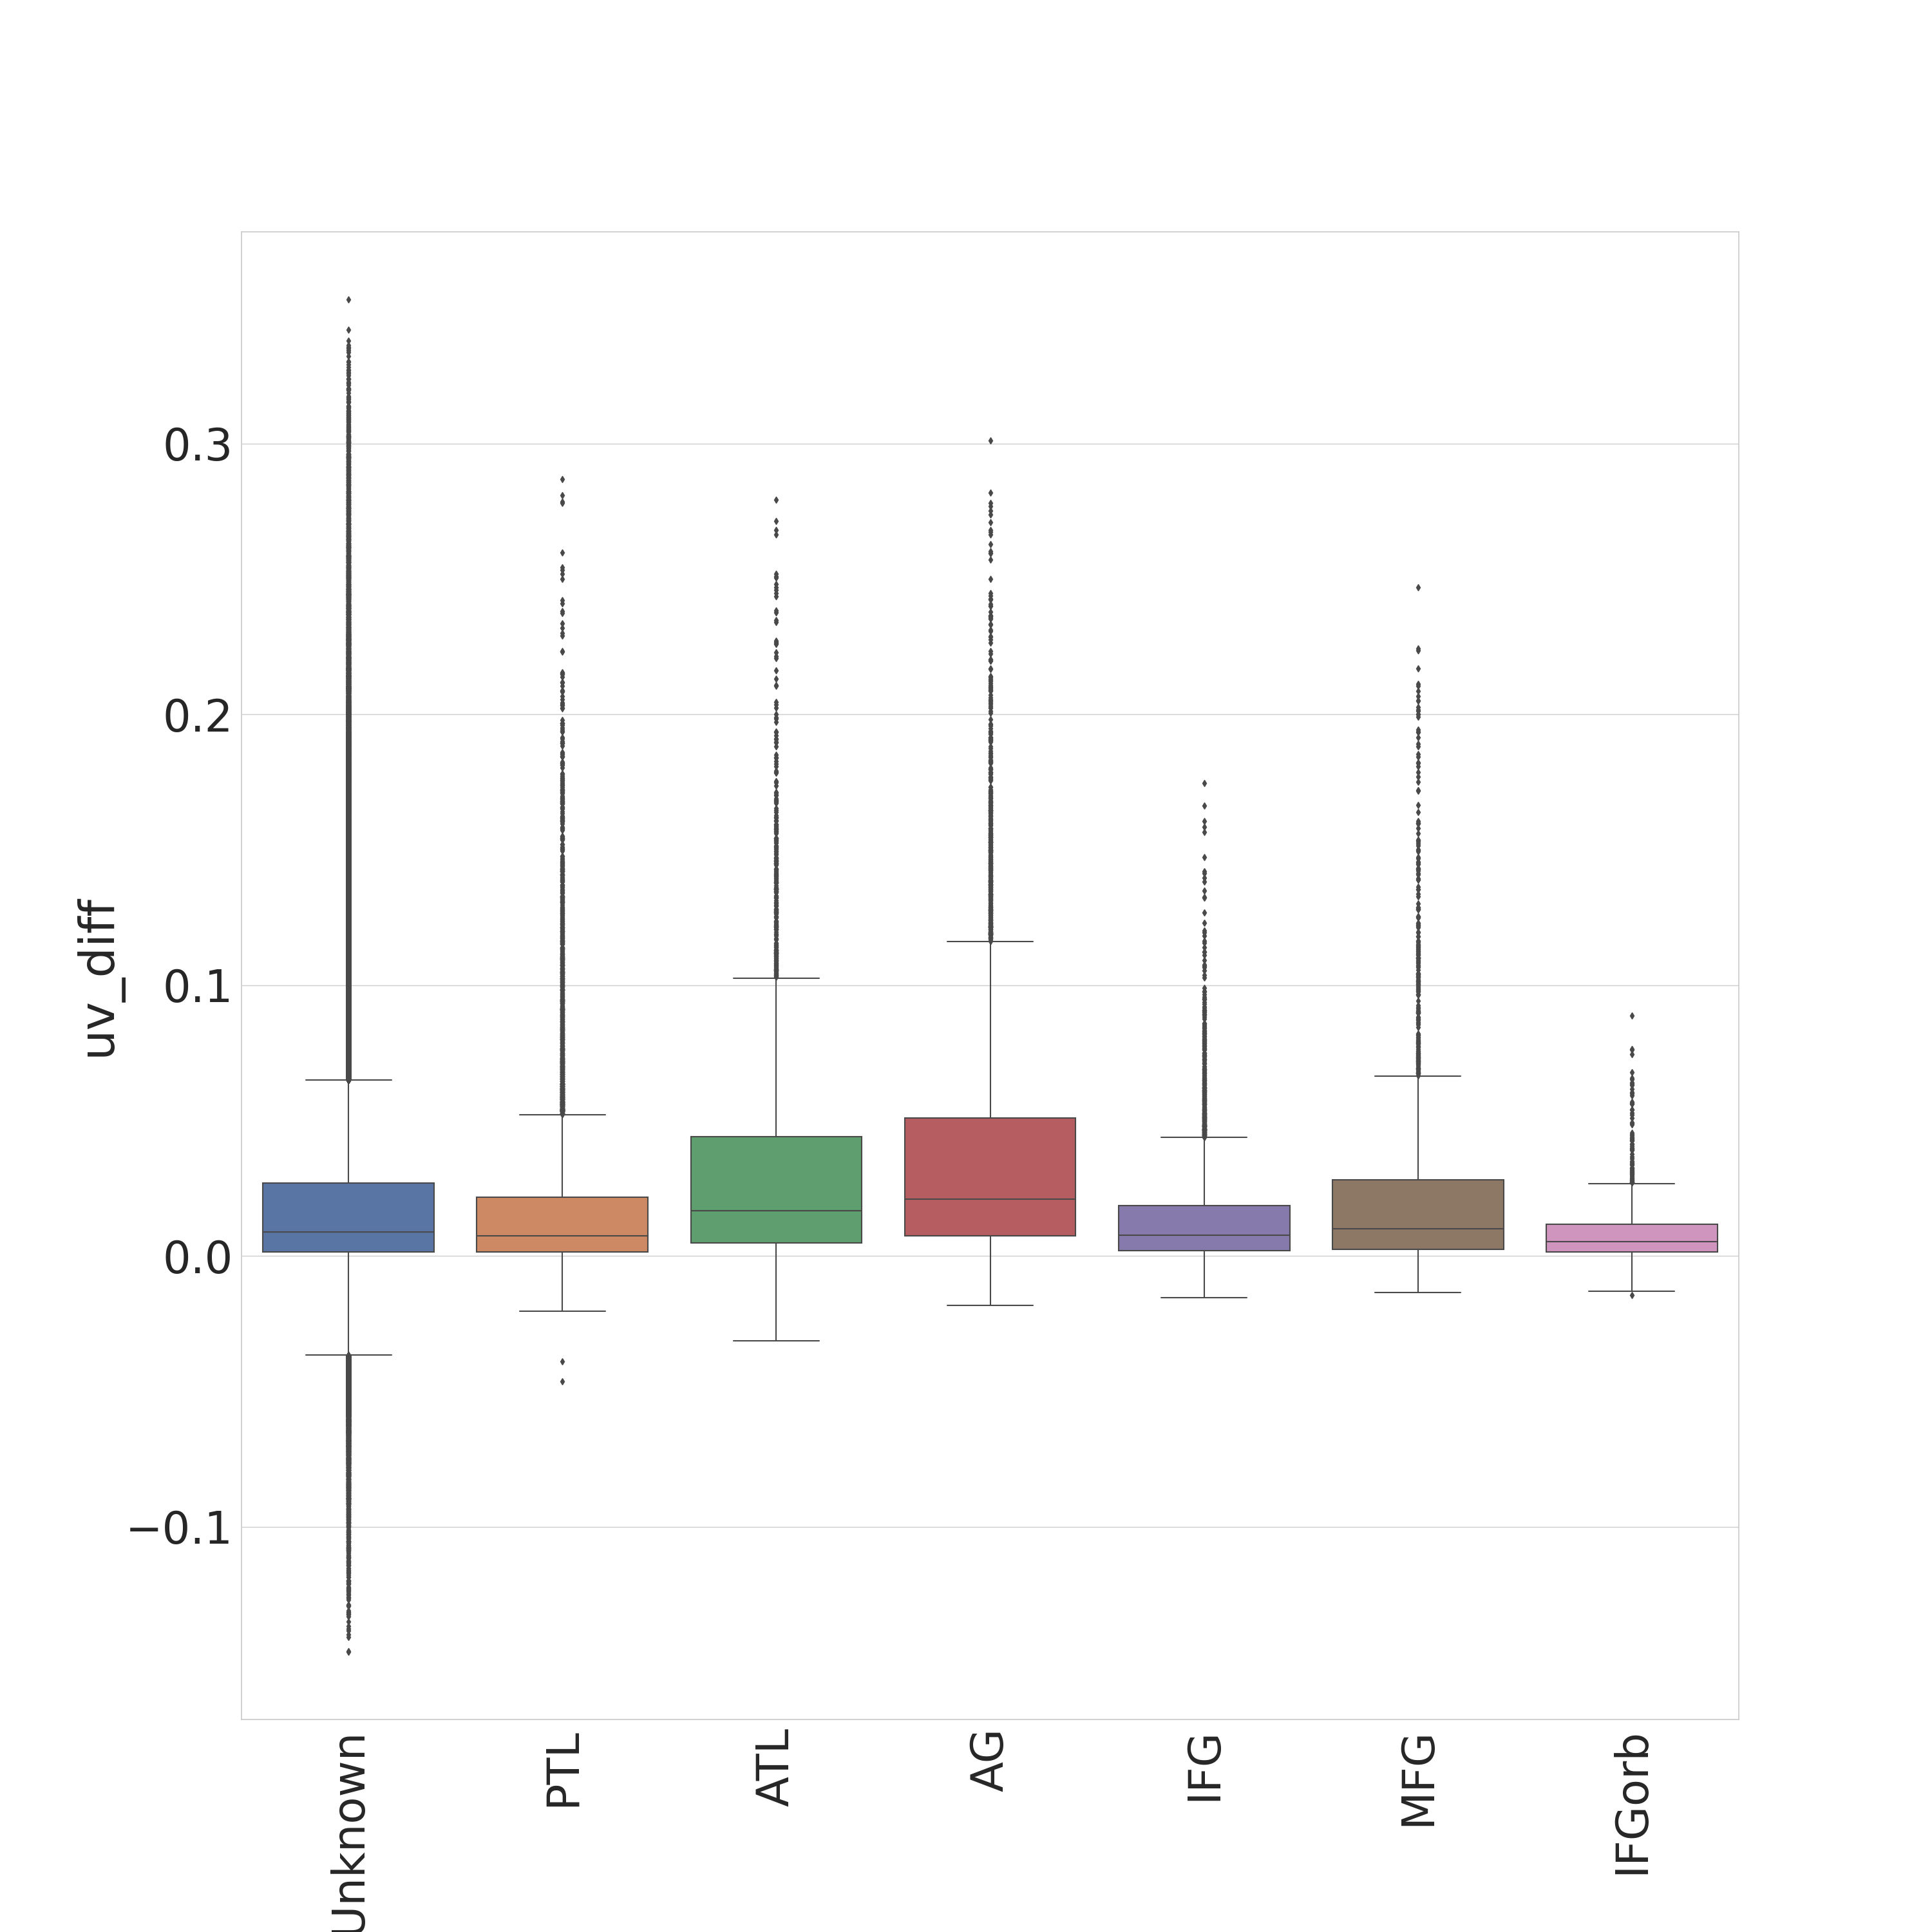 0.3
0.2
0.1
0.0
−0.1
uv_diff
Unknown
PTL
ATL
AG
IFG
MFG
IFGorb